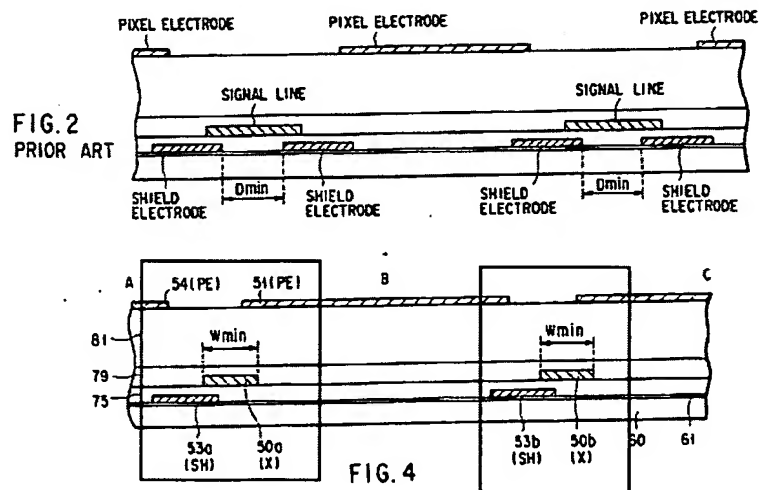 PIXEL ELECTRODE
PIXEL ELECTRODE
PIXEL ELECTRODE
SIGNAL LINE
SIGNAL LINE
FIG.2
PRIOR ART
SHIELD
ELECTRODE
Dmin
SHIELD
ELECTRODE
SHIELD
ELECTRODE
Dmin
SHIELD
ELECTRODE
A
54(PE)
51(PE)
B
C
81
Wmin
Wmin
79
75
53a
(SH)
50a
(X)
53b
(SH)
50b
(X)
60
61
FIG.4